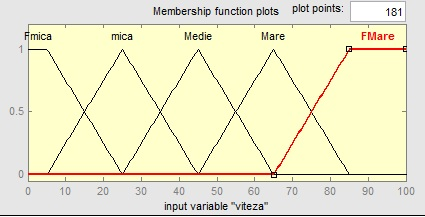 Membership function plots plot points: 181
Fmica mica Medie Mare FMare
1
0.5
0
0 10 20 30 40 50 60 70 80 90 100
input variable "viteza"